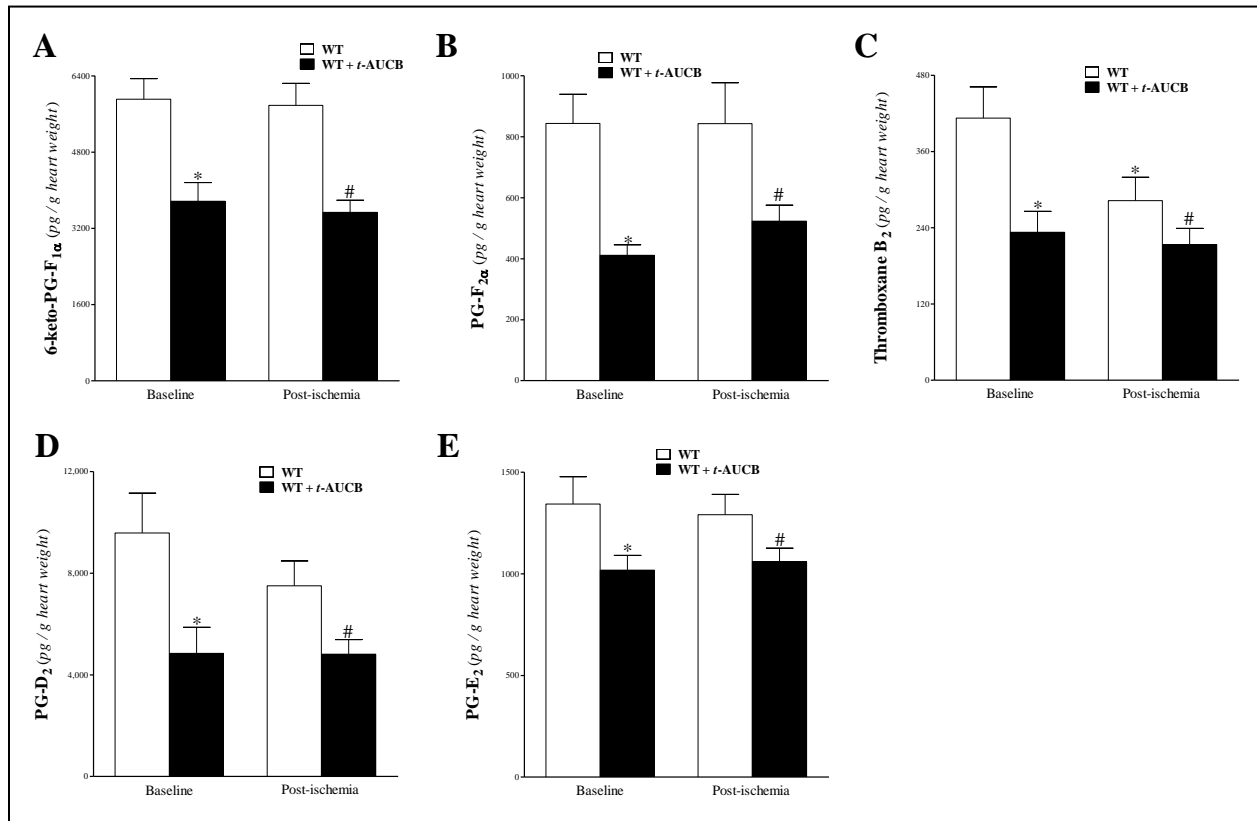 A
WT
WT + t-AUCB
6-keto-PG-F1α (pg / g heart weight)
6400
4800
3200
1600
0
*
#
Baseline
Post-ischemia
B
WT
WT + t-AUCB
PG-F2α (pg / g heart weight)
1000
800
600
400
200
0
*
#
Baseline
Post-ischemia
C
WT
WT + t-AUCB
Thromboxane B2 (pg / g heart weight)
480
360
240
120
0
*
*
#
Baseline
Post-ischemia
D
WT
WT + t-AUCB
PG-D2 (pg / g heart weight)
12,000
8,000
4,000
0
*
#
Baseline
Post-ischemia
E
WT
WT + t-AUCB
PG-E2 (pg / g heart weight)
1500
1000
500
0
*
#
Baseline
Post-ischemia